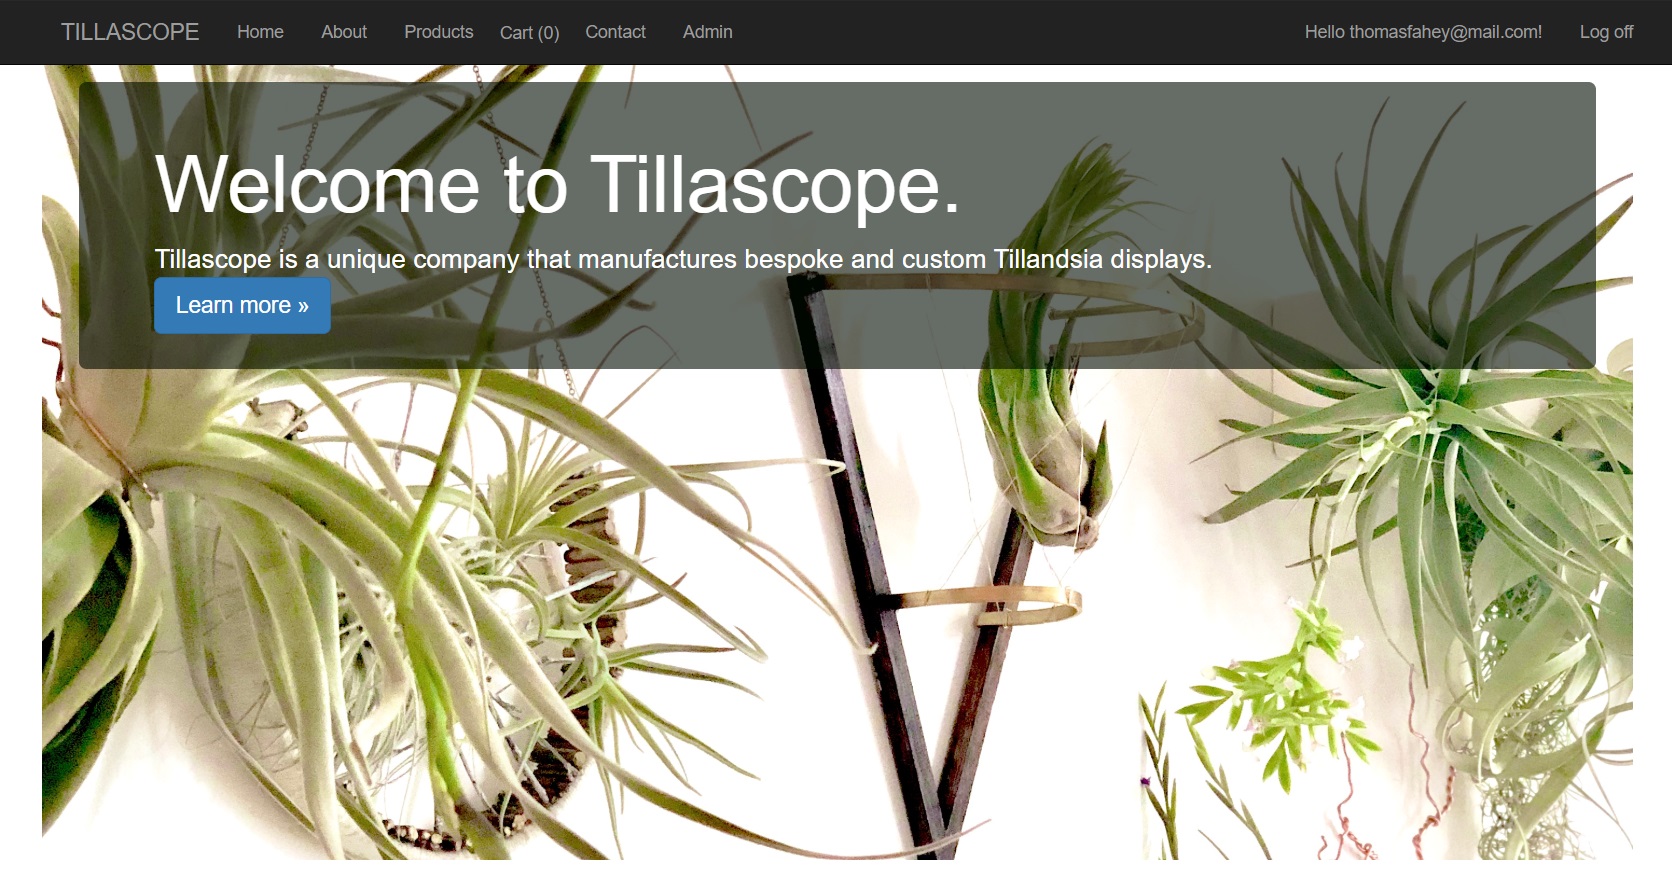 TILLASCOPE Home About Products Cart (0) Contact Admin Hello thomasfahey@mail.com! Log off
Welcome to Tillascope.
Tillascope is a unique company that manufactures bespoke and custom Tillandsia displays.
Learn more »